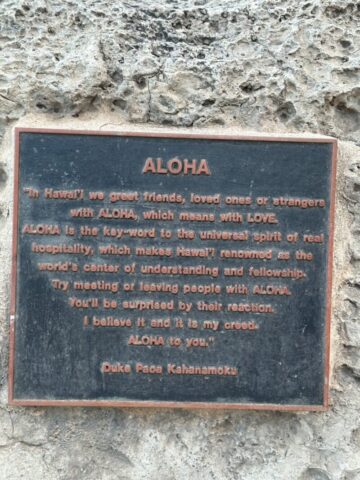 ALOHA
"In Hawai'i we greet friends, loved ones or strangers
with ALOHA, which means with LOVE.
ALOHA is the key-word to the universal spirit of real
hospitality, which makes Hawai'i renowned as the
world's center of understanding and fellowship.
Try meeting or leaving people with ALOHA.
You'll be surprised by their reaction.
I believe it and it is my creed.
ALOHA to you."
Duke Paoa Kahanamoku